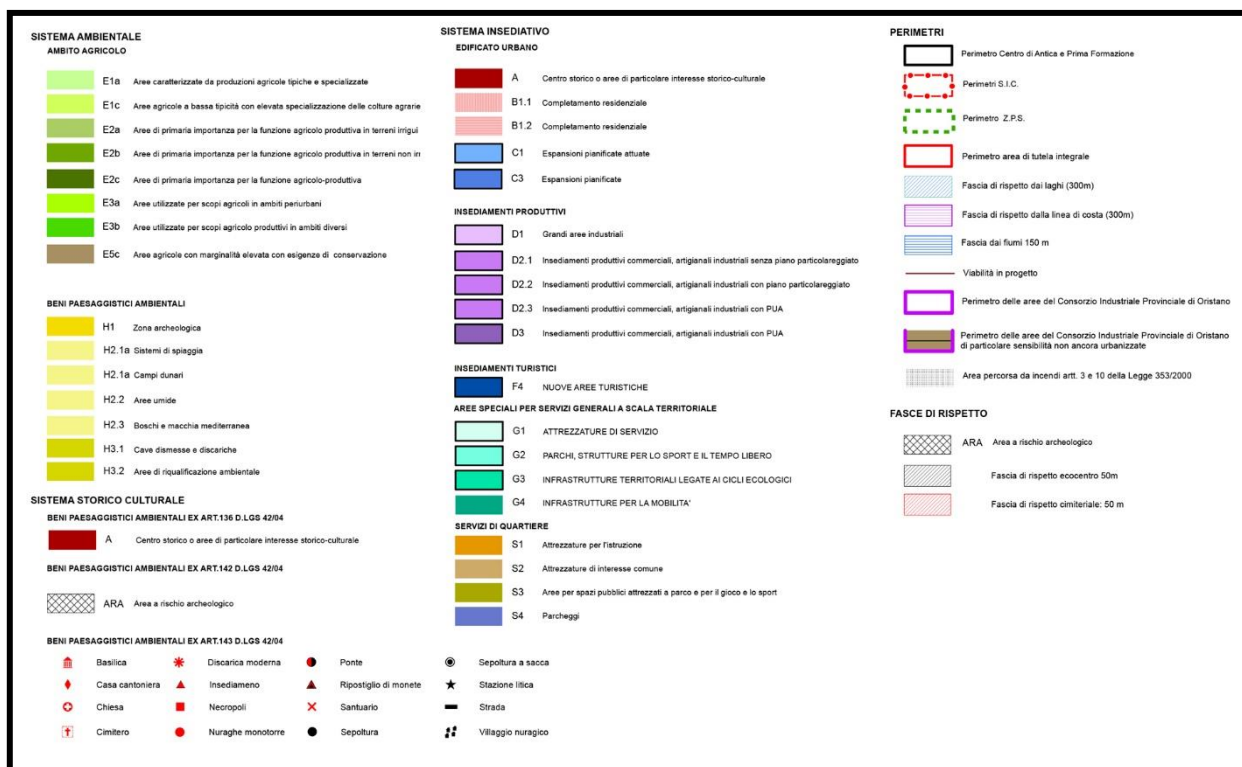 SISTEMA AMBIENTALE
AMBITO AGRICOLO
E1a Aree caratterizzate da produzioni agricole tipiche e specializzate
E1c Aree agricole a bassa tipicità con elevata specializzazione delle colture agrarie
E2a Aree di primaria importanza per la funzione agricolo produttiva in terreni irrigui
E2b Aree di primaria importanza per la funzione agricolo produttiva in terreni non irr
E2c Aree di primaria importanza per la funzione agricolo-produttiva
E3a Aree utilizzate per scopi agricoli in ambiti periurbani
E3b Aree utilizzate per scopi agricolo produttivi in ambiti diversi
E5c Aree agricole con marginalità elevata con esigenze di conservazione
BENI PAESAGGISTICI AMBIENTALI
H1 Zona archeologica
H2.1a Sistemi di spiaggia
H2.1a Campi dunari
H2.2 Aree umide
H2.3 Boschi e macchia mediterranea
H3.1 Cave dismesse e discariche
H3.2 Aree di riqualificazione ambientale
SISTEMA STORICO CULTURALE
BENI PAESAGGISTICI AMBIENTALI EX ART.136 D.LGS 42/04
A Centro storico o aree di particolare interesse storico-culturale
BENI PAESAGGISTICI AMBIENTALI EX ART.142 D.LGS 42/04
ARA Area a rischio archeologico
BENI PAESAGGISTICI AMBIENTALI EX ART.143 D.LGS 42/04
Basilica Discarica moderna Ponte Sepoltura a sacca
Casa cantoniera Insediameno Ripostiglio di monete Stazione litica
Chiesa Necropoli Santuario Strada
Cimitero Nuraghe monotorre Sepoltura Villaggio nuragico
SISTEMA INSEDIATIVO
EDIFICATO URBANO
A Centro storico o aree di particolare interesse storico-culturale
B1.1 Completamento residenziale
B1.2 Completamento residenziale
C1 Espansioni pianificate attuate
C3 Espansioni pianificate
INSEDIAMENTI PRODUTTIVI
D1 Grandi aree industriali
D2.1 Insediamenti produttivi commerciali, artigianali industriali senza piano particolareggiato
D2.2 Insediamenti produttivi commerciali, artigianali industriali con piano particolareggiato
D2.3 Insediamenti produttivi commerciali, artigianali industriali con PUA
D3 Insediamenti produttivi commerciali, artigianali industriali con PUA
INSEDIAMENTI TURISTICI
F4 NUOVE AREE TURISTICHE
AREE SPECIALI PER SERVIZI GENERALI A SCALA TERRITORIALE
G1 ATTREZZATURE DI SERVIZIO
G2 PARCHI, STRUTTURE PER LO SPORT E IL TEMPO LIBERO
G3 INFRASTRUTTURE TERRITORIALI LEGATE AI CICLI ECOLOGICI
G4 INFRASTRUTTURE PER LA MOBILITA'
SERVIZI DI QUARTIERE
S1 Attrezzature per l'istruzione
S2 Attrezzature di interesse comune
S3 Aree per spazi pubblici attrezzati a parco e per il gioco e lo sport
S4 Parcheggi
PERIMETRI
Perimetro Centro di Antica e Prima Formazione
Perimetri S.I.C.
Perimetro Z.P.S.
Perimetro area di tutela integrale
Fascia di rispetto dai laghi (300m)
Fascia di rispetto dalla linea di costa (300m)
Fascia dai fiumi 150 m
Viabilità in progetto
Perimetro delle aree del Consorzio Industriale Provinciale di Oristano
Perimetro delle aree del Consorzio Industriale Provinciale di Oristano
di particolare sensibilità non ancora urbanizzate
Area percorsa da incendi artt. 3 e 10 della Legge 353/2000
FASCE DI RISPETTO
ARA Area a rischio archeologico
Fascia di rispetto ecocentro 50m
Fascia di rispetto cimiteriale: 50 m